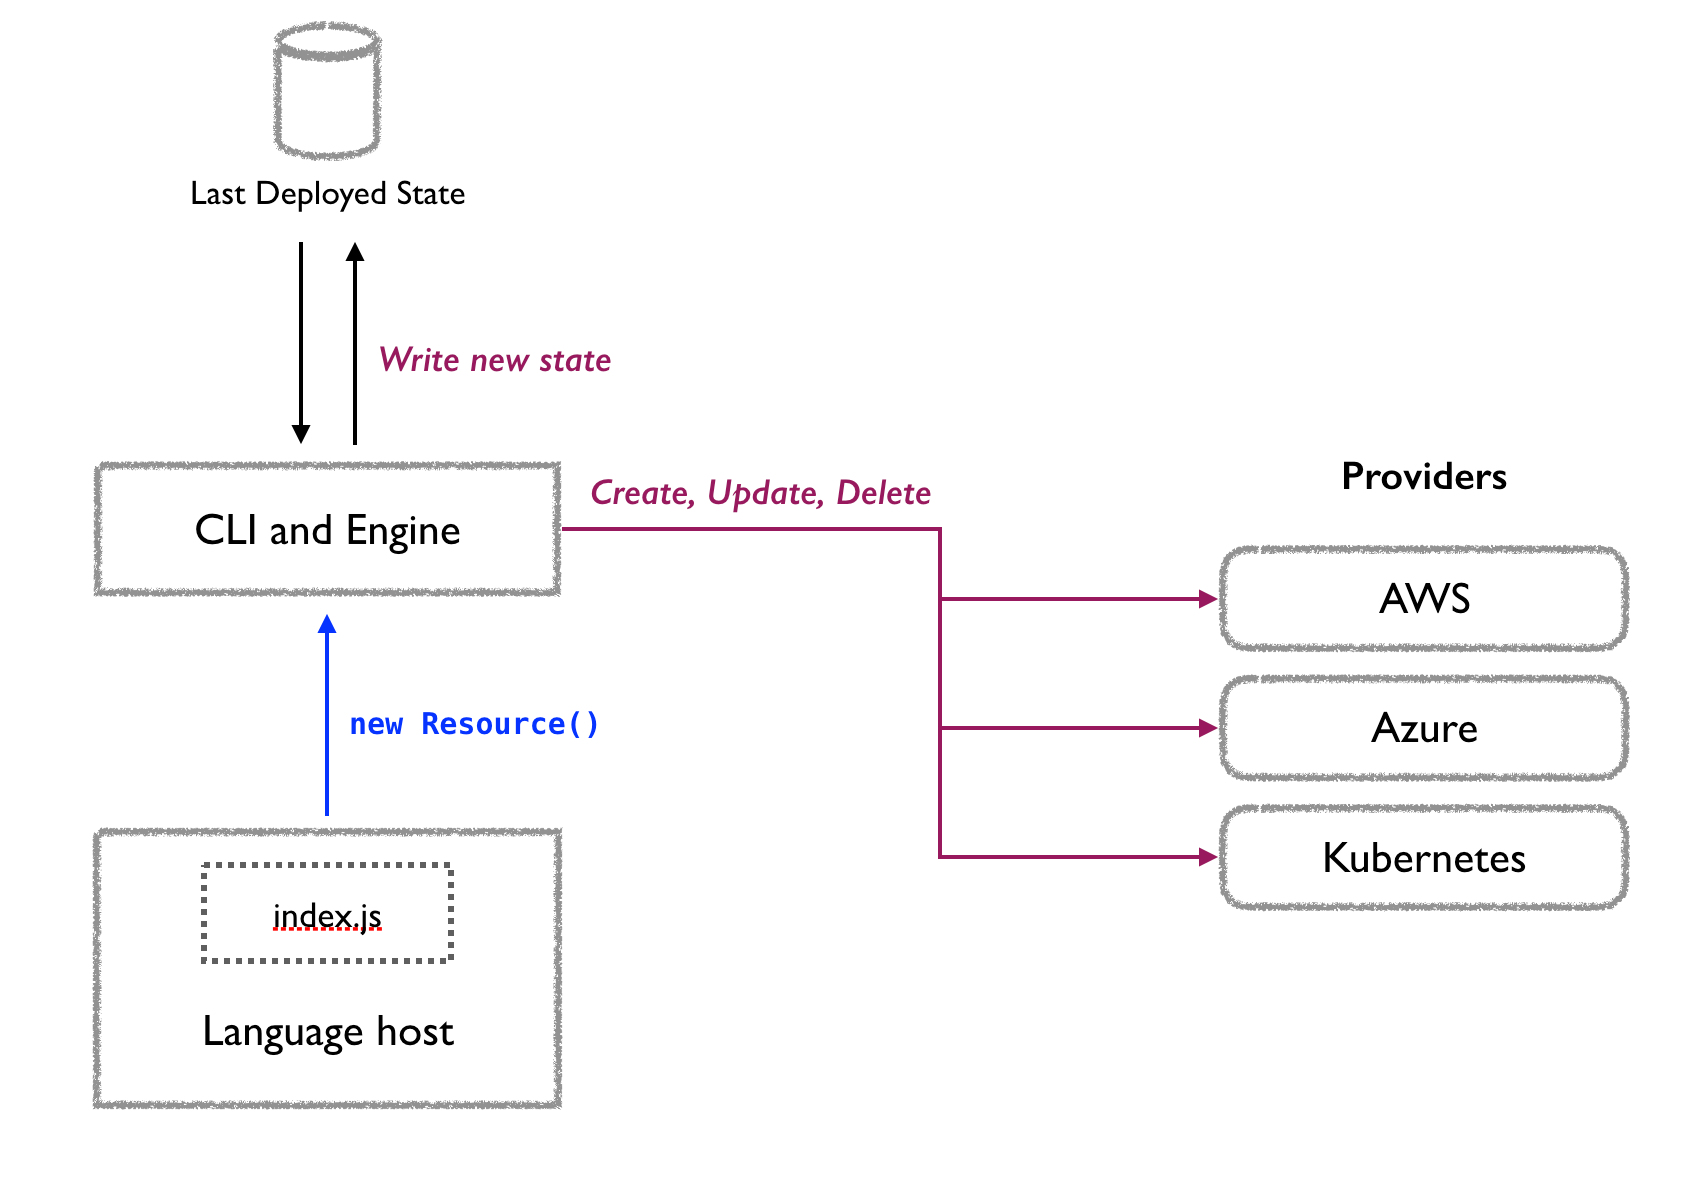 Last Deployed State
Write new state
CLI and Engine
Create, Update, Delete
Providers
AWS
Azure
Kubernetes
new Resource()
index.js
Language host